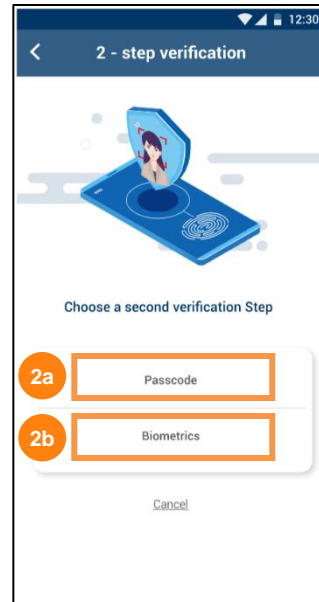 12:30
2 - step verification
Choose a second verification Step
2a
Passcode
2b
Biometrics
Cancel